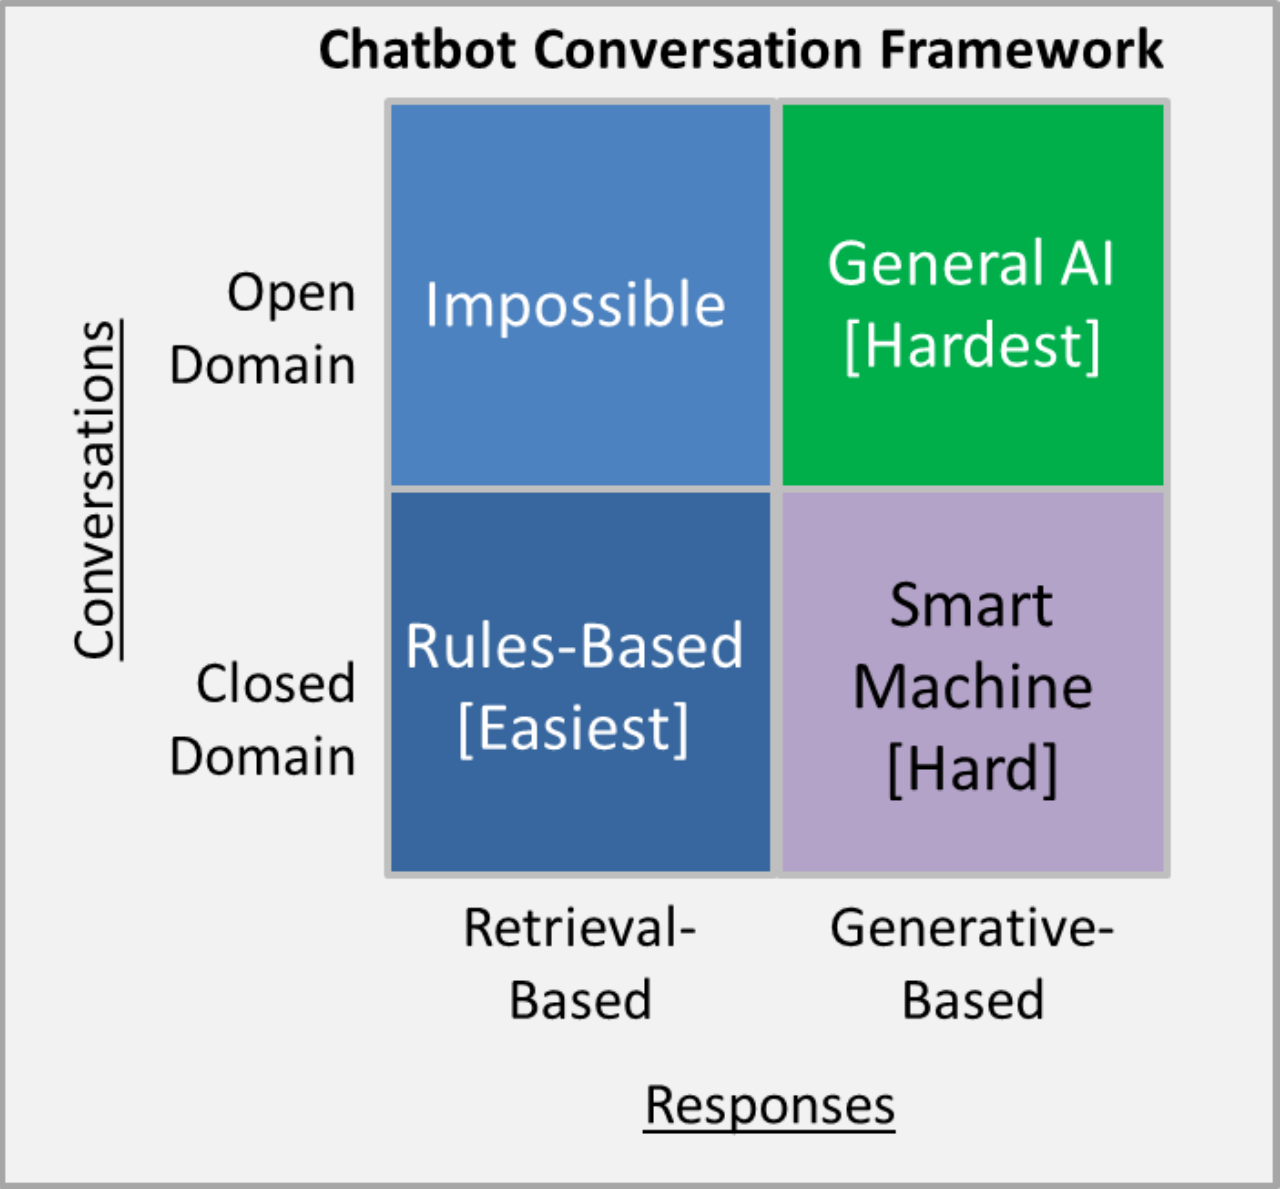 Chatbot Conversation Framework
Conversations
Open
Domain
Impossible
General AI
[Hardest]
Closed
Domain
Rules-Based
[Easiest]
Smart
Machine
[Hard]
Retrieval-
Based
Generative-
Based
Responses